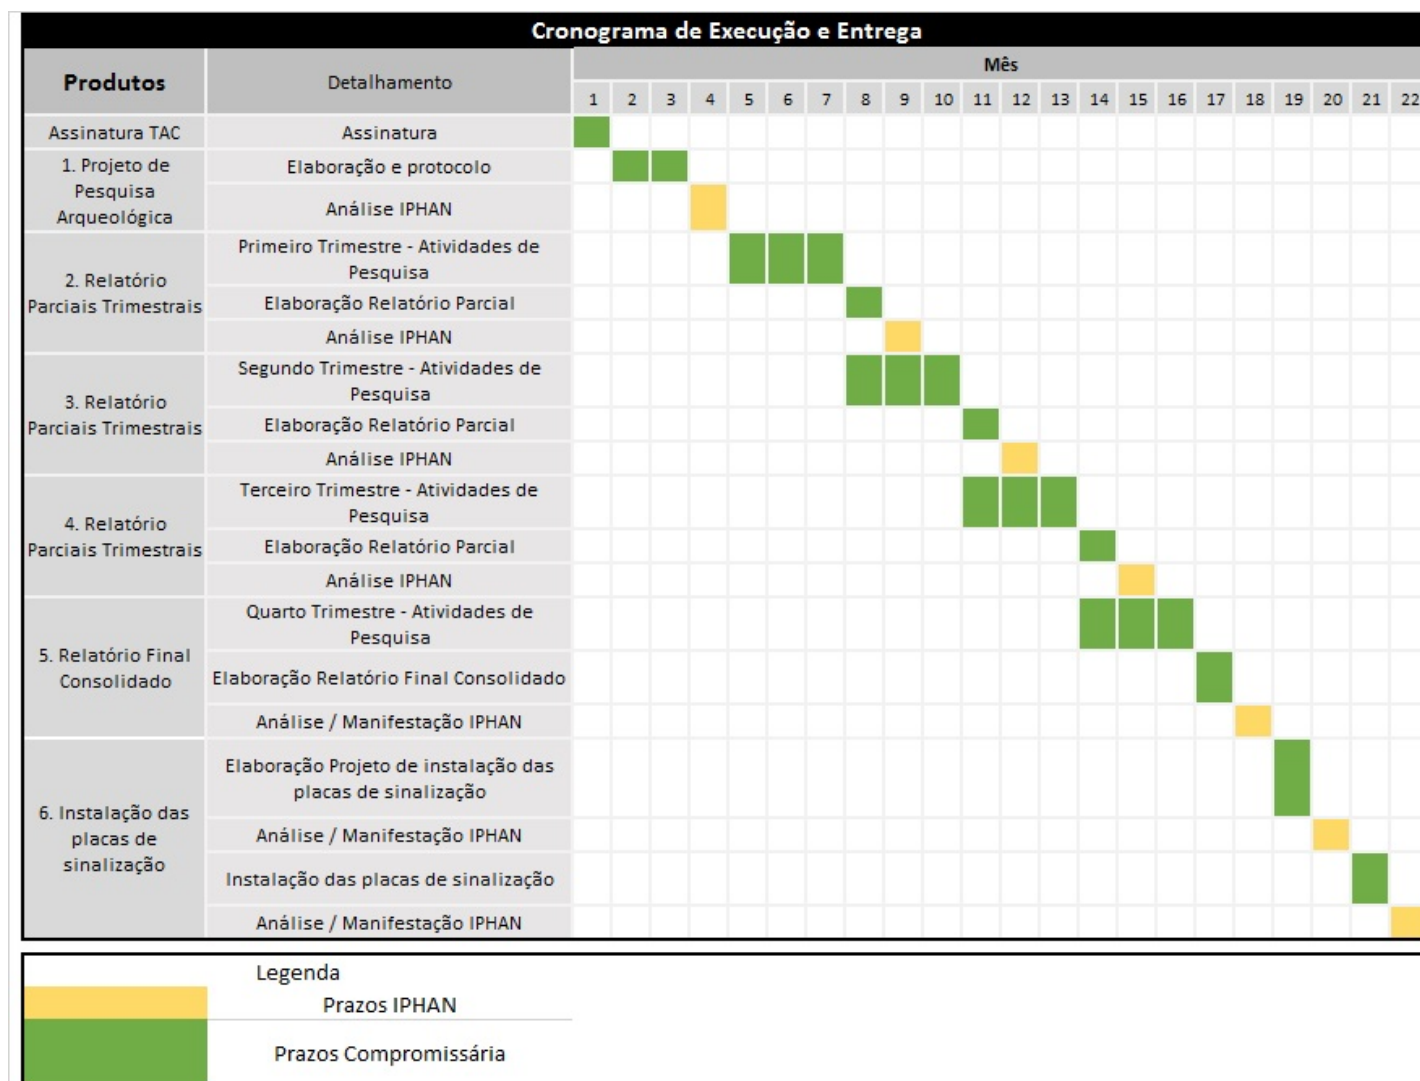 Cronograma de Execução e Entrega
Produtos
Detalhamento
Mês
1 2 3 4 5 6 7 8 9 10 11 12 13 14 15 16 17 18 19 20 21 22
Assinatura TAC
Assinatura
1. Projeto de
Pesquisa
Arqueológica
Elaboração e protocolo
Análise IPHAN
2. Relatório
Parciais Trimestrais
Primeiro Trimestre - Atividades de
Pesquisa
Elaboração Relatório Parcial
Análise IPHAN
3. Relatório
Parciais Trimestrais
Segundo Trimestre - Atividades de
Pesquisa
Elaboração Relatório Parcial
Análise IPHAN
4. Relatório
Parciais Trimestrais
Terceiro Trimestre - Atividades de
Pesquisa
Elaboração Relatório Parcial
Análise IPHAN
5. Relatório Final
Consolidado
Quarto Trimestre - Atividades de
Pesquisa
Elaboração Relatório Final Consolidado
Análise / Manifestação IPHAN
6. Instalação das
placas de
sinalização
Elaboração Projeto de instalação das
placas de sinalização
Análise / Manifestação IPHAN
Instalação das placas de sinalização
Análise / Manifestação IPHAN
Legenda
Prazos IPHAN
Prazos Compromissária